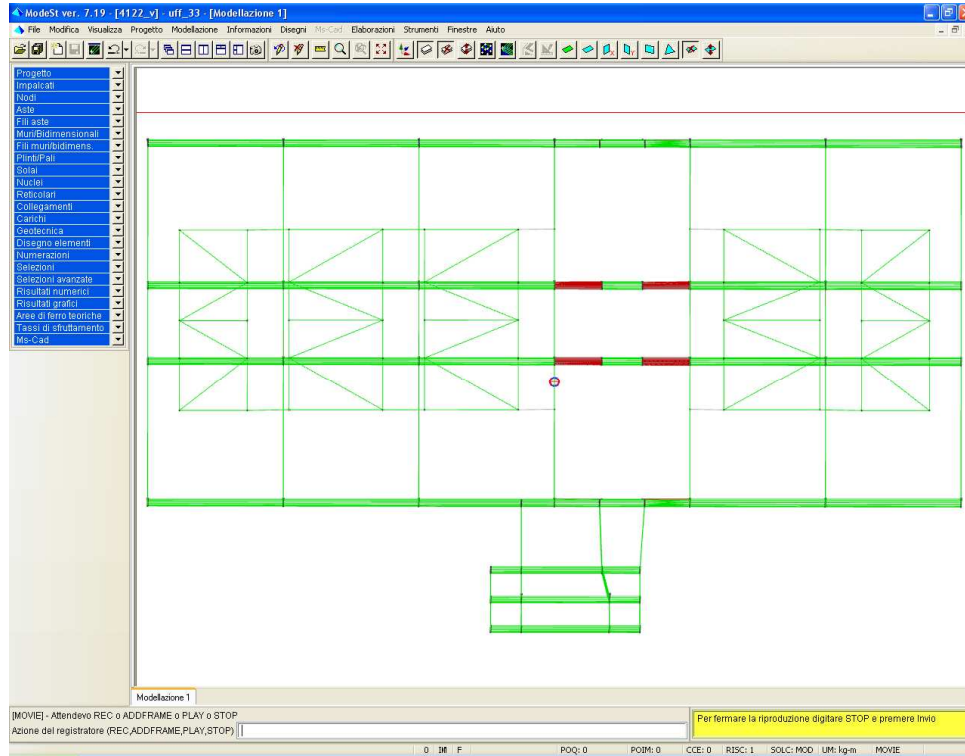 ModeSt ver. 7.19 - [4122_v] - uff_33 - [Modellazione 1]
File Modifica Visualizza Progetto Modellazione Informazioni Disegni Ms-Cad Elaborazioni Strumenti Finestre Aiuto
Progetto
Impalcati
Nodi
Aste
Fili aste
Muri/Bidimensionali
Fili muri/bidimens.
Plinti/Pali
Solai
Nuclei
Reticolari
Collegamenti
Carichi
Geotecnica
Disegno elementi
Numerazioni
Selezioni
Selezioni avanzate
Risultati numerici
Risultati grafici
Aree di ferro teoriche
Tassi di sfruttamento
Ms-Cad
Modellazione 1
[MOVIE] - Attendevo REC o ADDFRAME o PLAY o STOP
Azione del registratore (REC,ADDFRAME,PLAY,STOP)
Per fermare la riproduzione digitare STOP e premere Invio
0 IM F POQ: 0 POIM: 0 CCE: 0 RISC: 1 SOLC: MOD UM: kg-m MOVIE